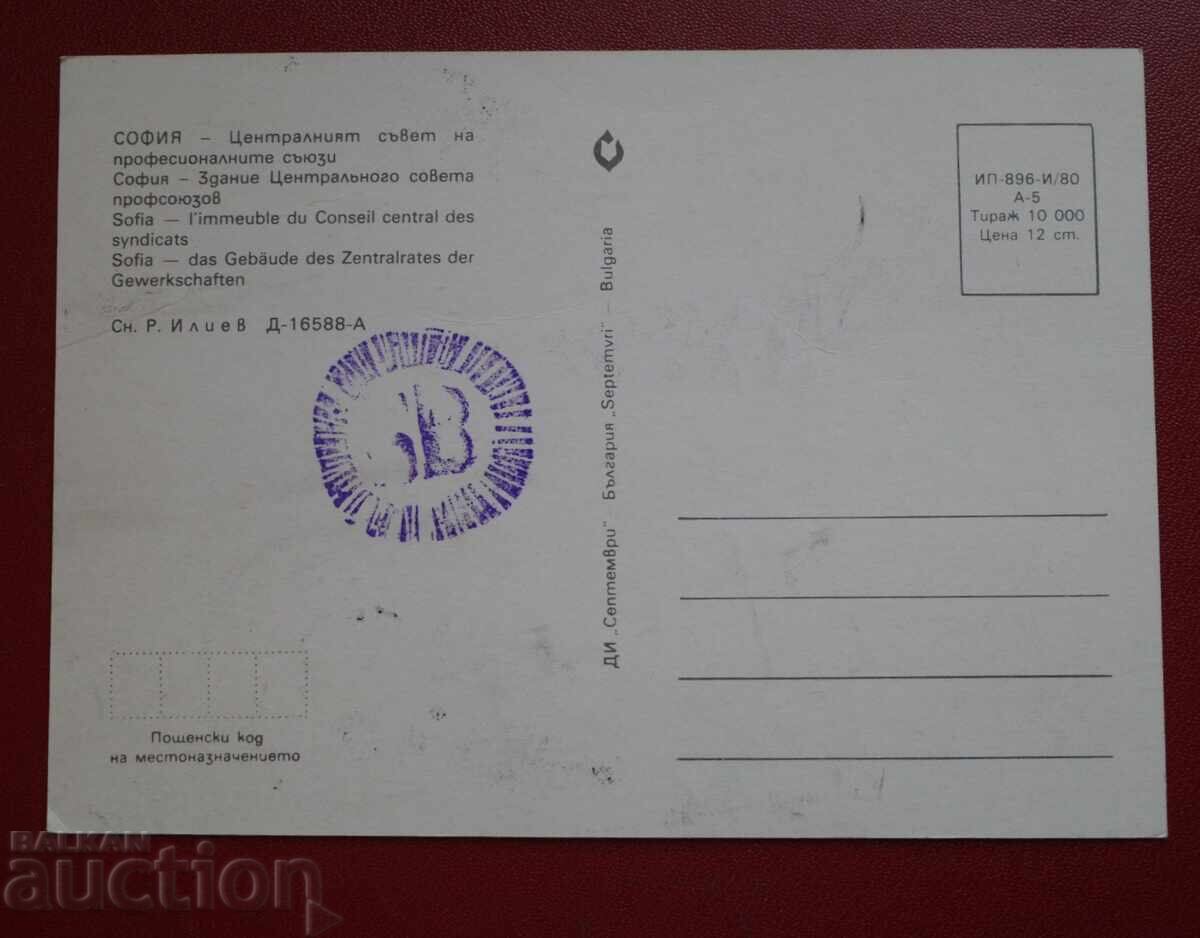 СОФИЯ – Централният съвет на
професионалните съюзи
София – Здание Центрального совета
профсоюзов
Sofia — l'immeuble du Conseil central des
syndicats
Sofia — das Gebäude des Zentralrates der
Gewerkschaften
Сн. Р. Илиев Д-16588-А
ВВ
Пощенски код
на местоназначението
ДИ „Септември“ България „Septemvri“ — Bulgaria
ИП-896-И/80
А-5
Тираж 10 000
Цена 12 ст.
BALKAN
auction